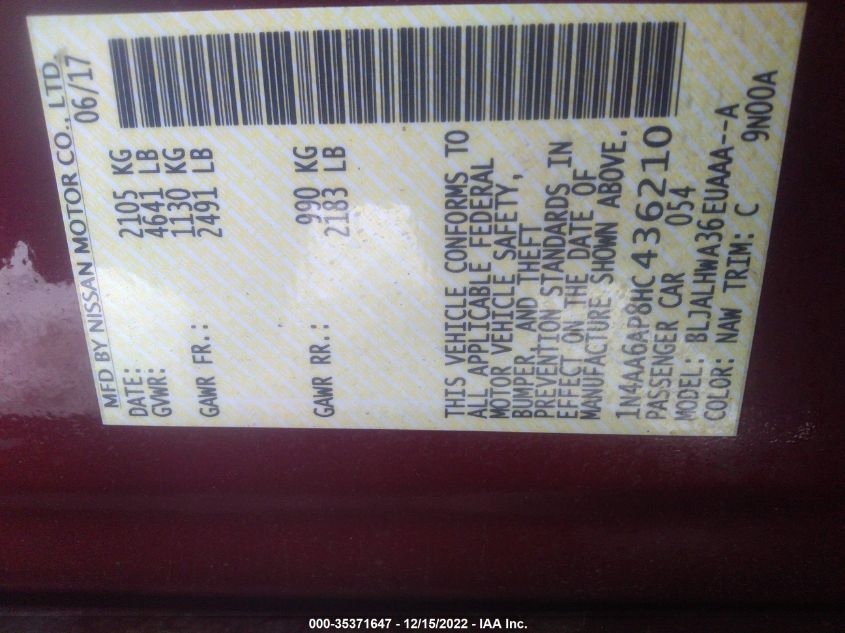 MFD BY NISSAN MOTOR CO., LTD.
DATE: 06/17
GVWR: 2105 KG
4641 LB
GAWR FR.: 1130 KG
2491 LB
GAWR RR.: 990 KG
2183 LB
THIS VEHICLE CONFORMS TO
ALL APPLICABLE FEDERAL
MOTOR VEHICLE SAFETY,
BUMPER, AND THEFT
PREVENTION STANDARDS IN
EFFECT ON THE DATE OF
MANUFACTURE SHOWN ABOVE.
1N4AA6AP8HC436210
PASSENGER CAR 054
MODEL: BLJALHWA36EUAAA--A
COLOR: NAW TRIM: C 9N00A
000-35371647 - 12/15/2022 - IAA Inc.